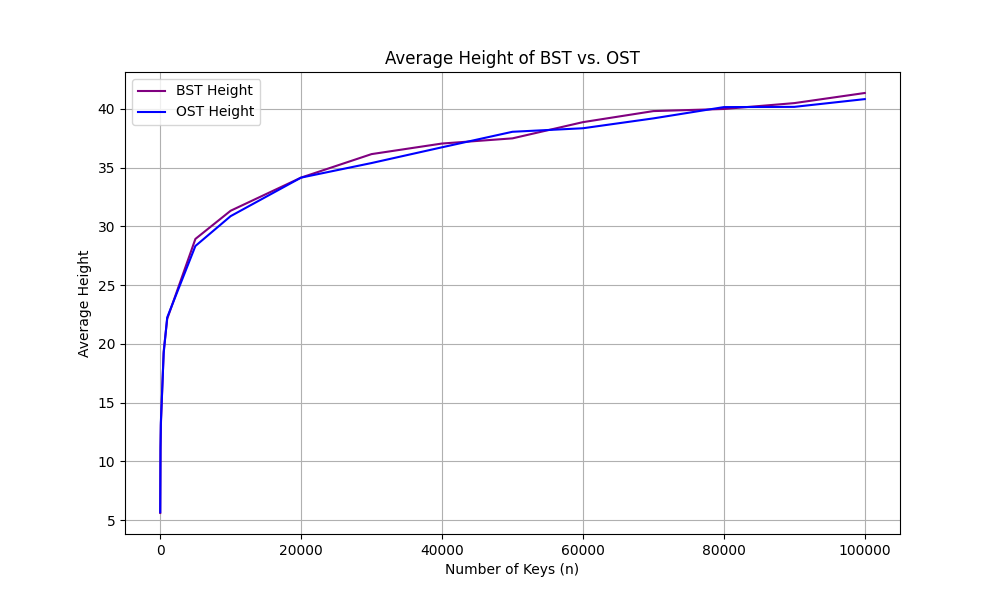 Average Height of BST vs. OST
BST Height
OST Height
Average Height
40
35
30
25
20
15
10
5
0
20000
40000
60000
80000
100000
Number of Keys (n)